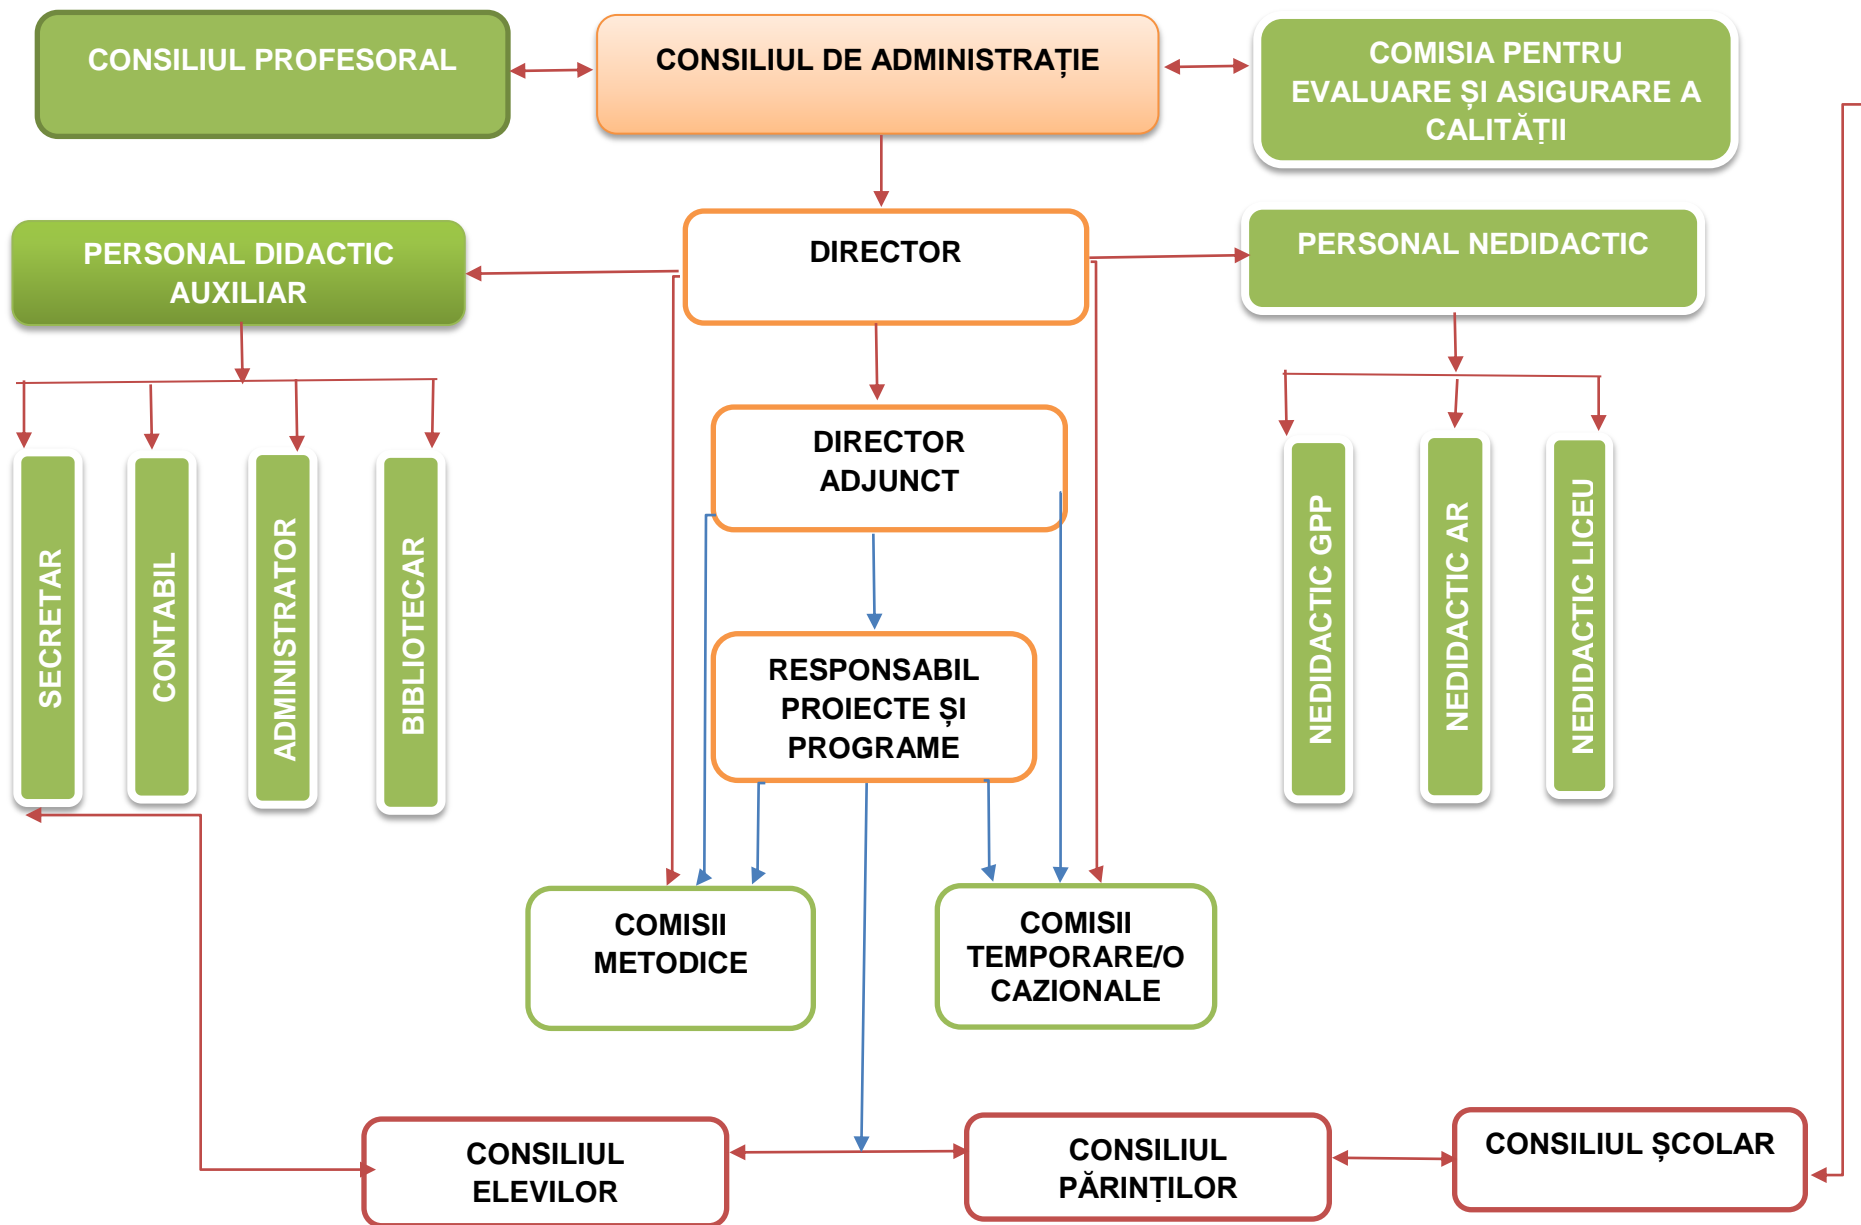 CONSILIUL PROFESORAL
CONSILIUL DE ADMINISTRAȚIE
COMISIA PENTRU
EVALUARE ȘI ASIGURARE A
CALITĂȚII
PERSONAL DIDACTIC
AUXILIAR
DIRECTOR
PERSONAL NEDIDACTIC
DIRECTOR
ADJUNCT
SECRETAR
CONTABIL
ADMINISTRATOR
BIBLIOTECAR
RESPONSABIL
PROIECTE ȘI
PROGRAME
NEDIDACTIC GPP
NEDIDACTIC AR
NEDIDACTIC LICEU
COMISII
METODICE
COMISII
TEMPORARE/O
CAZIONALE
CONSILIUL
ELEVILOR
CONSILIUL
PĂRINȚILOR
CONSILIUL ȘCOLAR